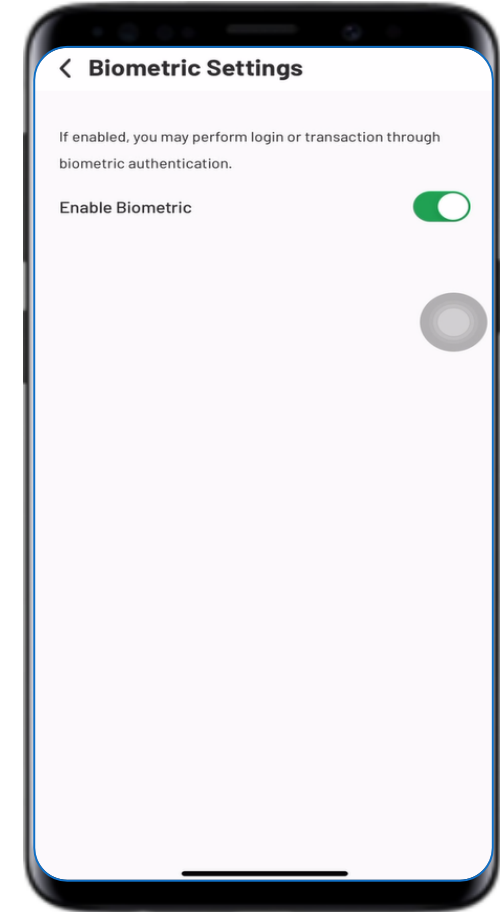 Biometric Settings
If enabled, you may perform login or transaction through
biometric authentication.
Enable Biometric